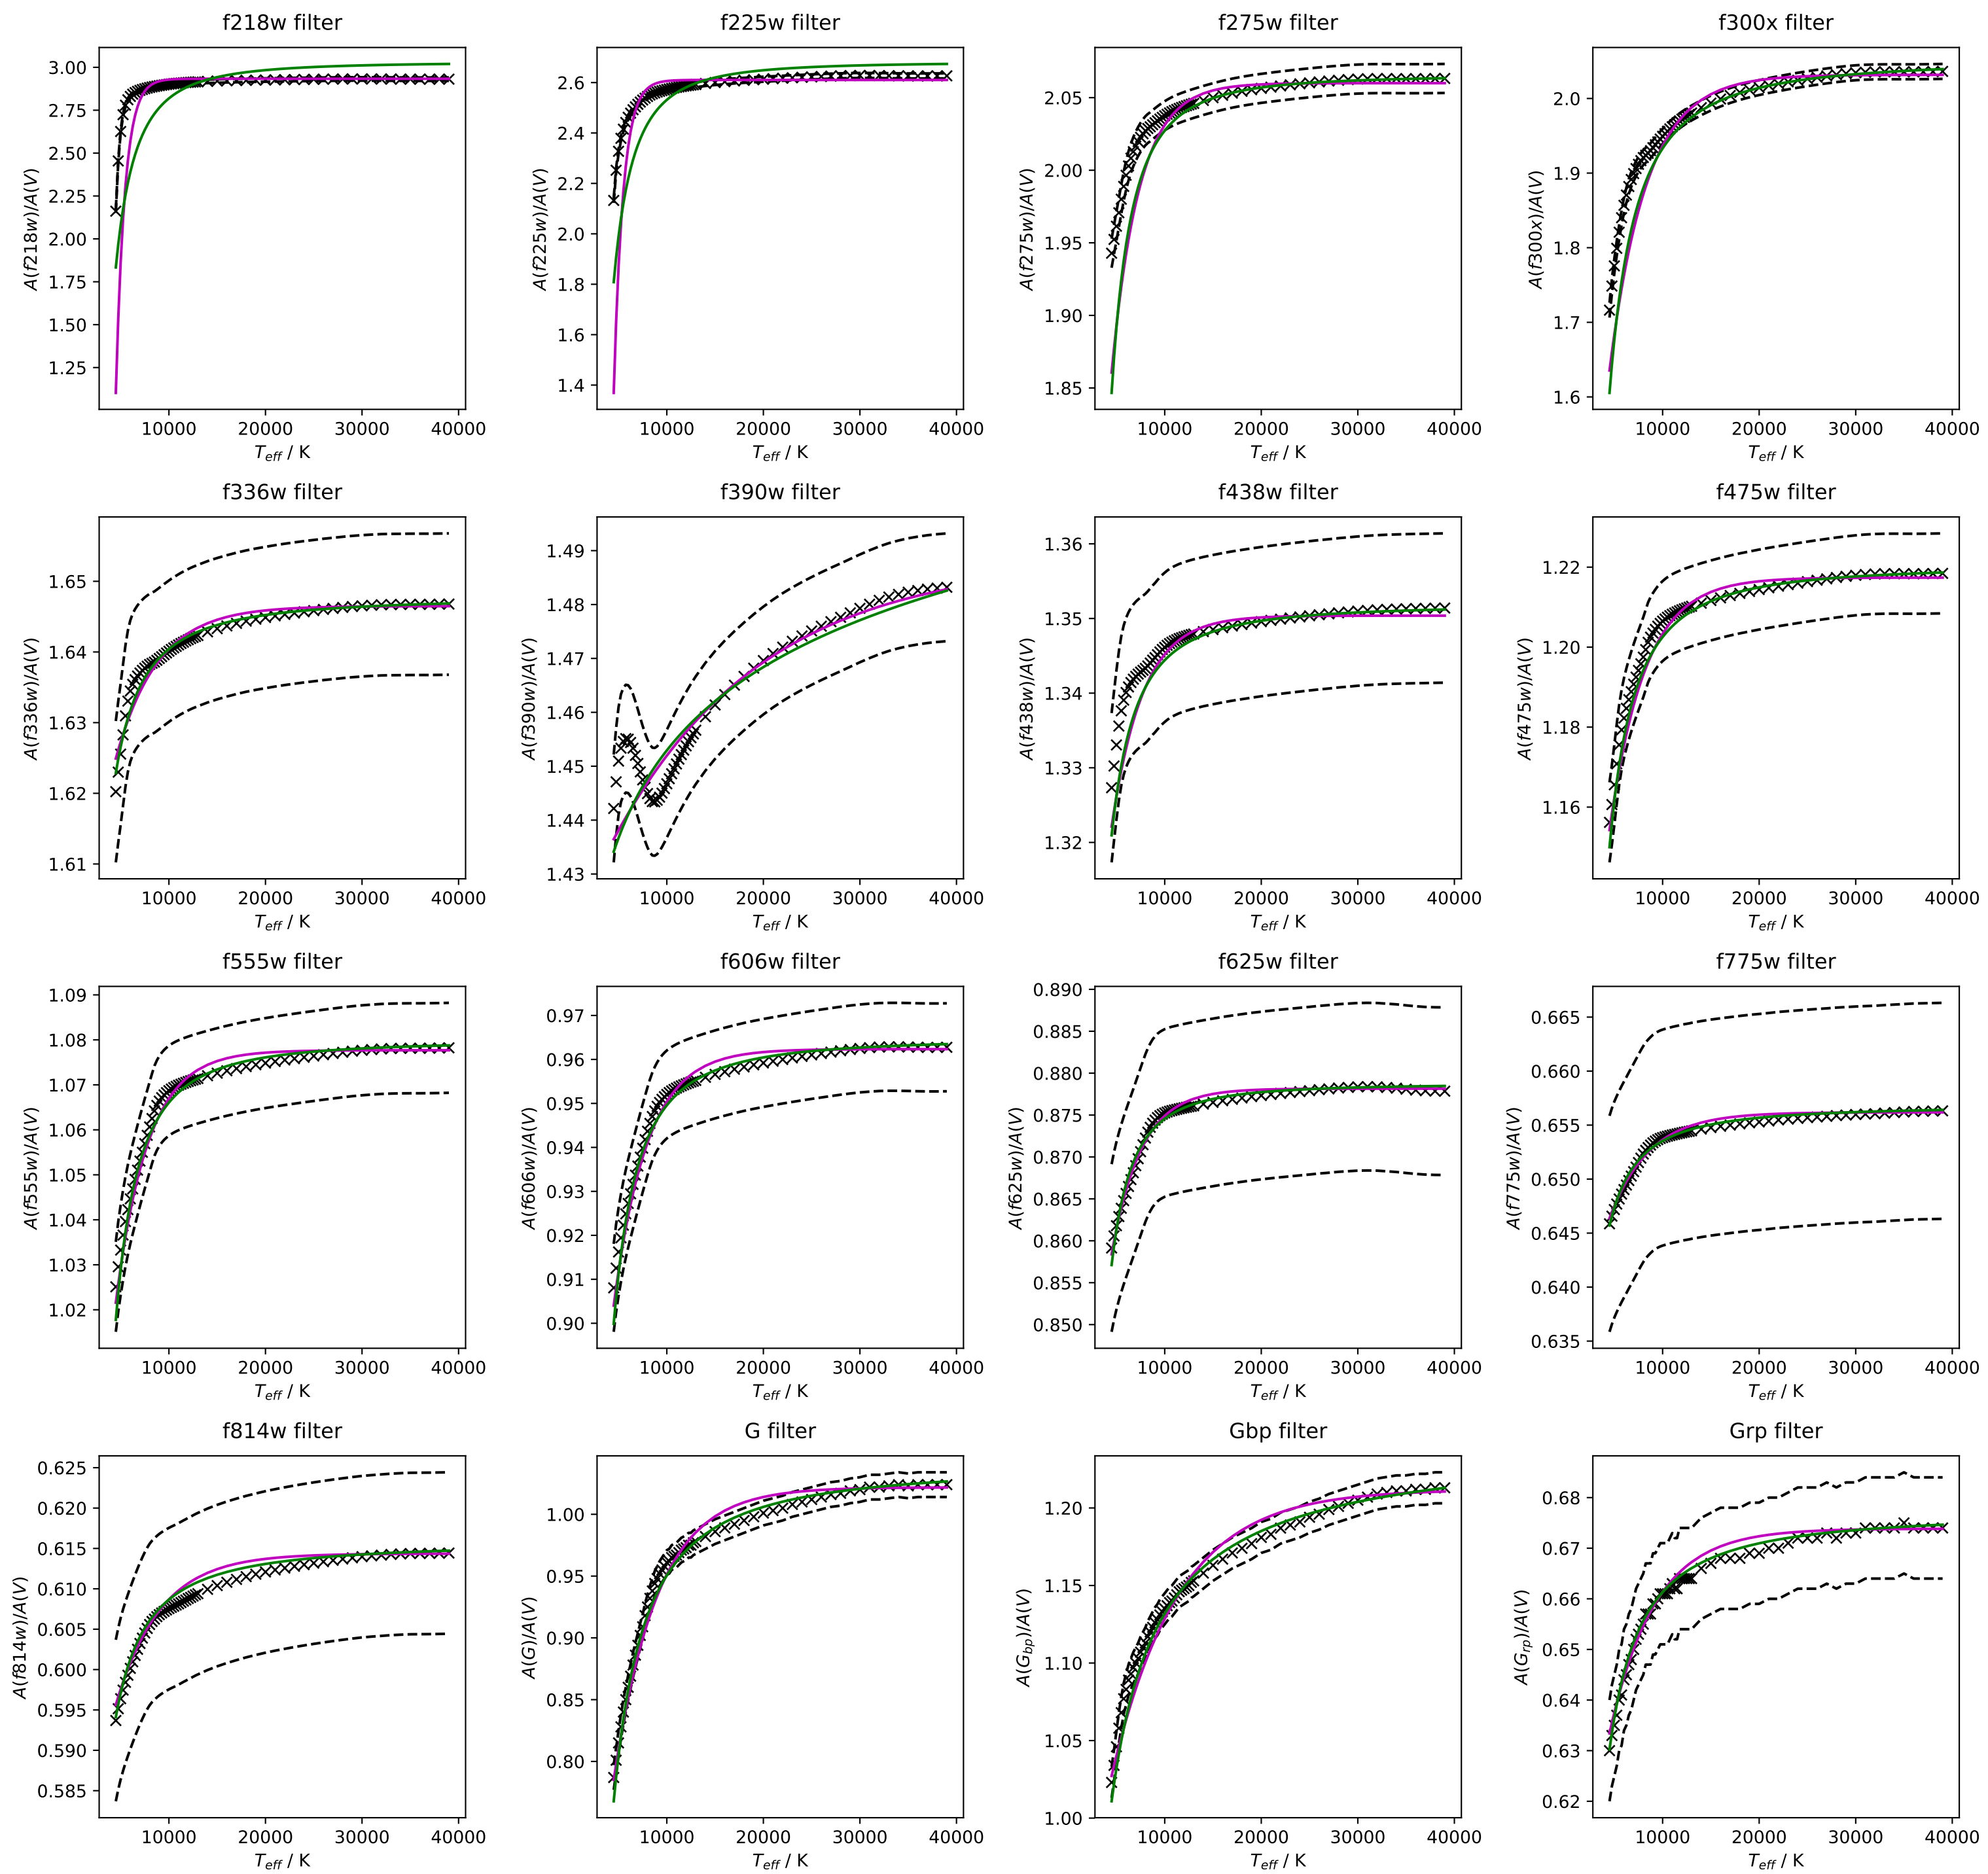 f218w filter
f225w filter
f275w filter
f300x filter
3.00
2.75
2.50
2.25
2.00
1.75
1.50
1.25
A(f218w)/A(V)
10000 20000 30000 40000
T_eff / K
2.6
2.4
2.2
2.0
1.8
1.6
1.4
A(f225w)/A(V)
10000 20000 30000 40000
T_eff / K
2.05
2.00
1.95
1.90
1.85
A(f275w)/A(V)
10000 20000 30000 40000
T_eff / K
2.0
1.9
1.8
1.7
1.6
A(f300x)/A(V)
10000 20000 30000 40000
T_eff / K
f336w filter
f390w filter
f438w filter
f475w filter
1.65
1.64
1.63
1.62
1.61
A(f336w)/A(V)
10000 20000 30000 40000
T_eff / K
1.49
1.48
1.47
1.46
1.45
1.44
1.43
A(f390w)/A(V)
10000 20000 30000 40000
T_eff / K
1.36
1.35
1.34
1.33
1.32
A(f438w)/A(V)
10000 20000 30000 40000
T_eff / K
1.22
1.20
1.18
1.16
A(f475w)/A(V)
10000 20000 30000 40000
T_eff / K
f555w filter
f606w filter
f625w filter
f775w filter
1.09
1.08
1.07
1.06
1.05
1.04
1.03
1.02
A(f555w)/A(V)
10000 20000 30000 40000
T_eff / K
0.97
0.96
0.95
0.94
0.93
0.92
0.91
0.90
A(f606w)/A(V)
10000 20000 30000 40000
T_eff / K
0.890
0.885
0.880
0.875
0.870
0.865
0.860
0.855
0.850
A(f625w)/A(V)
10000 20000 30000 40000
T_eff / K
0.665
0.660
0.655
0.650
0.645
0.640
0.635
A(f775w)/A(V)
10000 20000 30000 40000
T_eff / K
f814w filter
G filter
Gbp filter
Grp filter
0.625
0.620
0.615
0.610
0.605
0.600
0.595
0.590
0.585
A(f814w)/A(V)
10000 20000 30000 40000
T_eff / K
1.00
0.95
0.90
0.85
0.80
A(G)/A(V)
10000 20000 30000 40000
T_eff / K
1.20
1.15
1.10
1.05
1.00
A(G_bp)/A(V)
10000 20000 30000 40000
T_eff / K
0.68
0.67
0.66
0.65
0.64
0.63
0.62
A(G_rp)/A(V)
10000 20000 30000 40000
T_eff / K